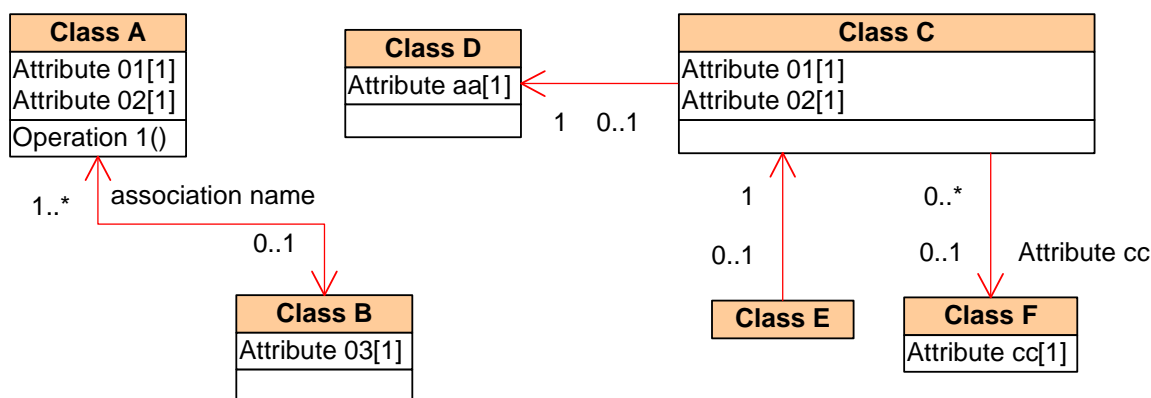 Class A
Attribute 01[1]
Attribute 02[1]
Operation 1()
1..*
association name
0..1
Class B
Attribute 03[1]
Class D
Attribute aa[1]
1
0..1
Class C
Attribute 01[1]
Attribute 02[1]
1
0..1
Class E
0..*
0..1
Attribute cc
Class F
Attribute cc[1]